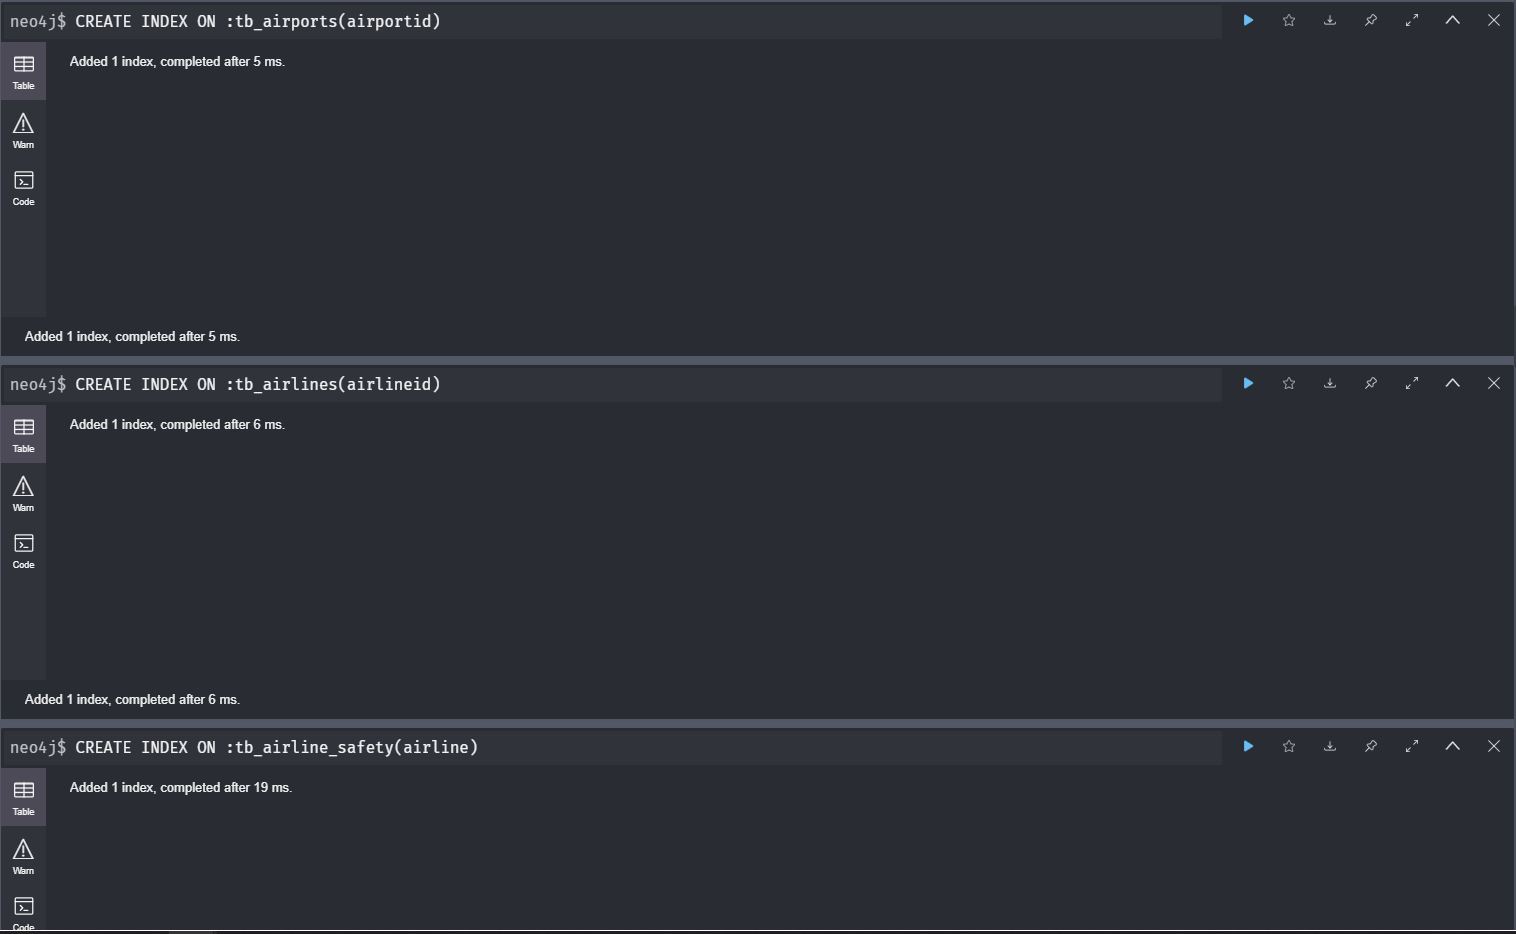 neo4j$ CREATE INDEX ON :tb_airports(airportid)
Table
Added 1 index, completed after 5 ms.
Warn
Code
Added 1 index, completed after 5 ms.
neo4j$ CREATE INDEX ON :tb_airlines(airlineid)
Table
Added 1 index, completed after 6 ms.
Warn
Code
Added 1 index, completed after 6 ms.
neo4j$ CREATE INDEX ON :tb_airline_safety(airline)
Table
Added 1 index, completed after 19 ms.
Warn
Code